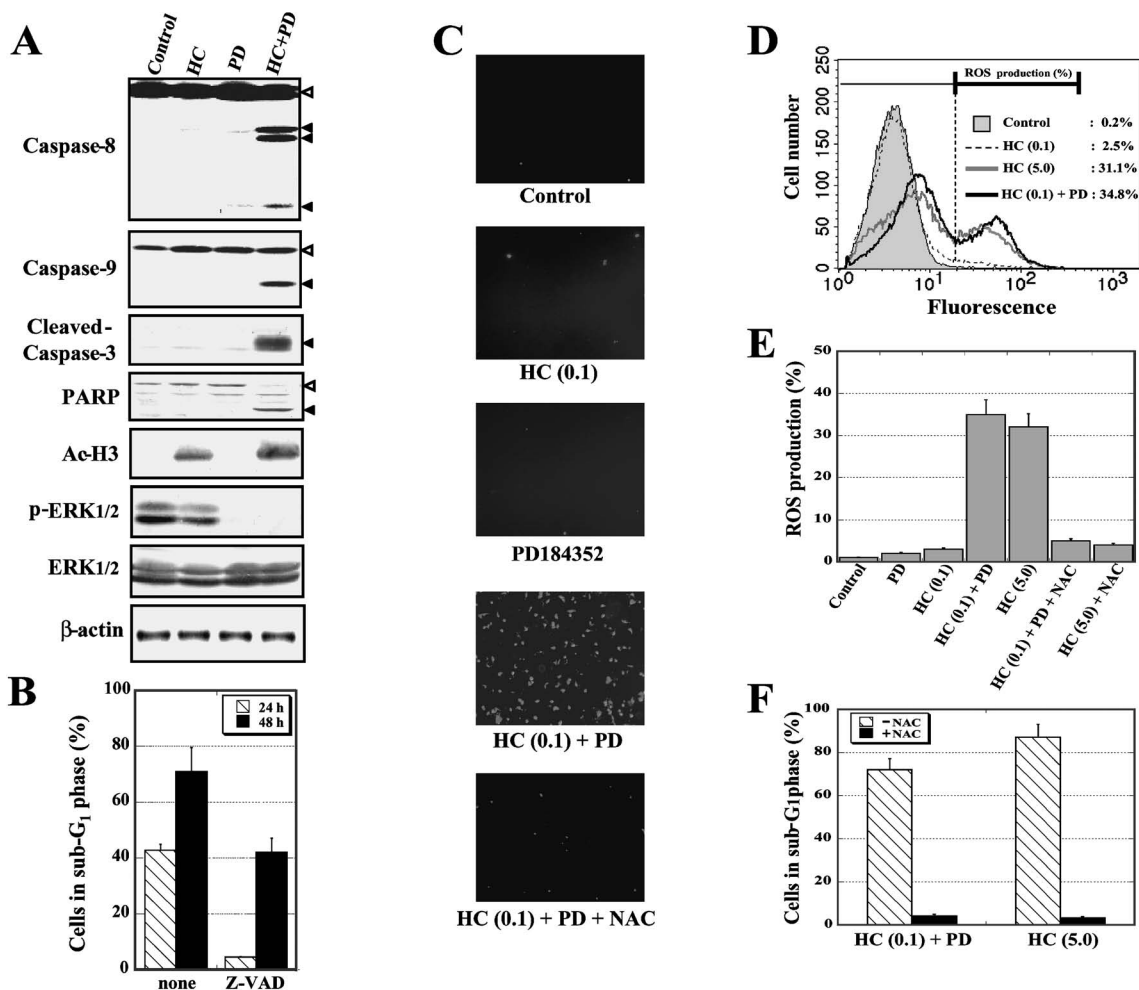 A
Control
HC
PD
HC+PD
Caspase-8
Caspase-9
Cleaved-
Caspase-3
PARP
Ac-H3
p-ERK1/2
ERK1/2
β-actin
B
Cells in sub-G1 phase (%)
100
80
60
40
20
0
24 h
48 h
none
Z-VAD
C
Control
HC (0.1)
PD184352
HC (0.1) + PD
HC (0.1) + PD + NAC
D
Cell number
250
200
150
100
50
0
ROS production (%)
Control : 0.2%
HC (0.1) : 2.5%
HC (5.0) : 31.1%
HC (0.1) + PD : 34.8%
10^0
10^1
10^2
10^3
Fluorescence
E
ROS production (%)
50
40
30
20
10
0
Control
PD
HC (0.1)
HC (0.1) + PD
HC (5.0)
HC (0.1) + PD + NAC
HC (5.0) + NAC
F
Cells in sub-G1phase (%)
100
80
60
40
20
0
−NAC
+NAC
HC (0.1) + PD
HC (5.0)